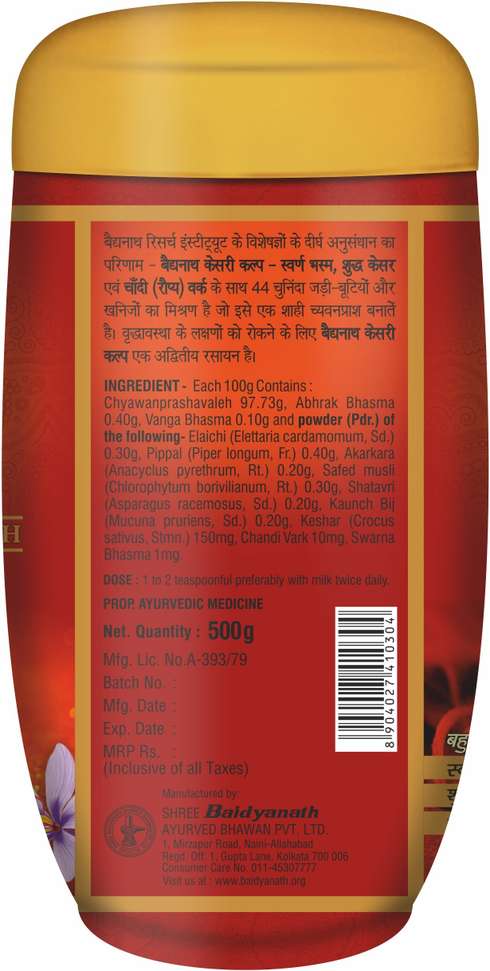 बैद्यनाथ रिसर्च इंस्टीट्यूट के विशेषज्ञों के दीर्घ अनुसंधान का
परिणाम - बैद्यनाथ केसरी कल्प - स्वर्ण भस्म, शुद्ध केसर
एवं चाँदी (रौप्य) वर्क के साथ 44 चुनिंदा जड़ी-बूटियों और
खनिजों का मिश्रण है जो इसे एक शाही च्यवनप्राश बनातें
है। वृद्धावस्था के लक्षणों को रोकने के लिए बैद्यनाथ केसरी
कल्प एक अद्वितीय रसायन है।
INGREDIENT - Each 100g Contains :
Chyawanprashavaleh 97.73g, Abhrak Bhasma
0.40g, Vanga Bhasma 0.10g and powder (Pdr.) of
the following- Elaichi (Elettaria cardamomum, Sd.)
0.30g, Pippal (Piper longum, Fr.) 0.40g, Akarkara
(Anacyclus pyrethrum, Rt.) 0.20g, Safed musli
(Chlorophytum borivilianum, Rt.) 0.30g, Shatavri
(Asparagus racemosus, Sd.) 0.20g, Kaunch Bij
(Mucuna pruriens, Sd.) 0.20g, Keshar (Crocus
sativus, Stmn.) 150mg, Chandi Vark 10mg, Swarna
Bhasma 1mg.
DOSE : 1 to 2 teaspoonful preferably with milk twice daily.
PROP. AYURVEDIC MEDICINE
Net. Quantity : 500g
Mfg. Lic. No.A-393/79
Batch No. :
Mfg. Date :
Exp. Date :
MRP Rs. :
(Inclusive of all Taxes)
8 904027 410304
Manufactured by:
SHREE Baidyanath
AYURVED BHAWAN PVT. LTD.
1, Mirzapur Road, Naini-Allahabad
Regd. Off: 1, Gupta Lane, Kolkata 700 006
Consumer Care No. 011-45307777
Visit us at : www.baidyanath.org
H
बहु